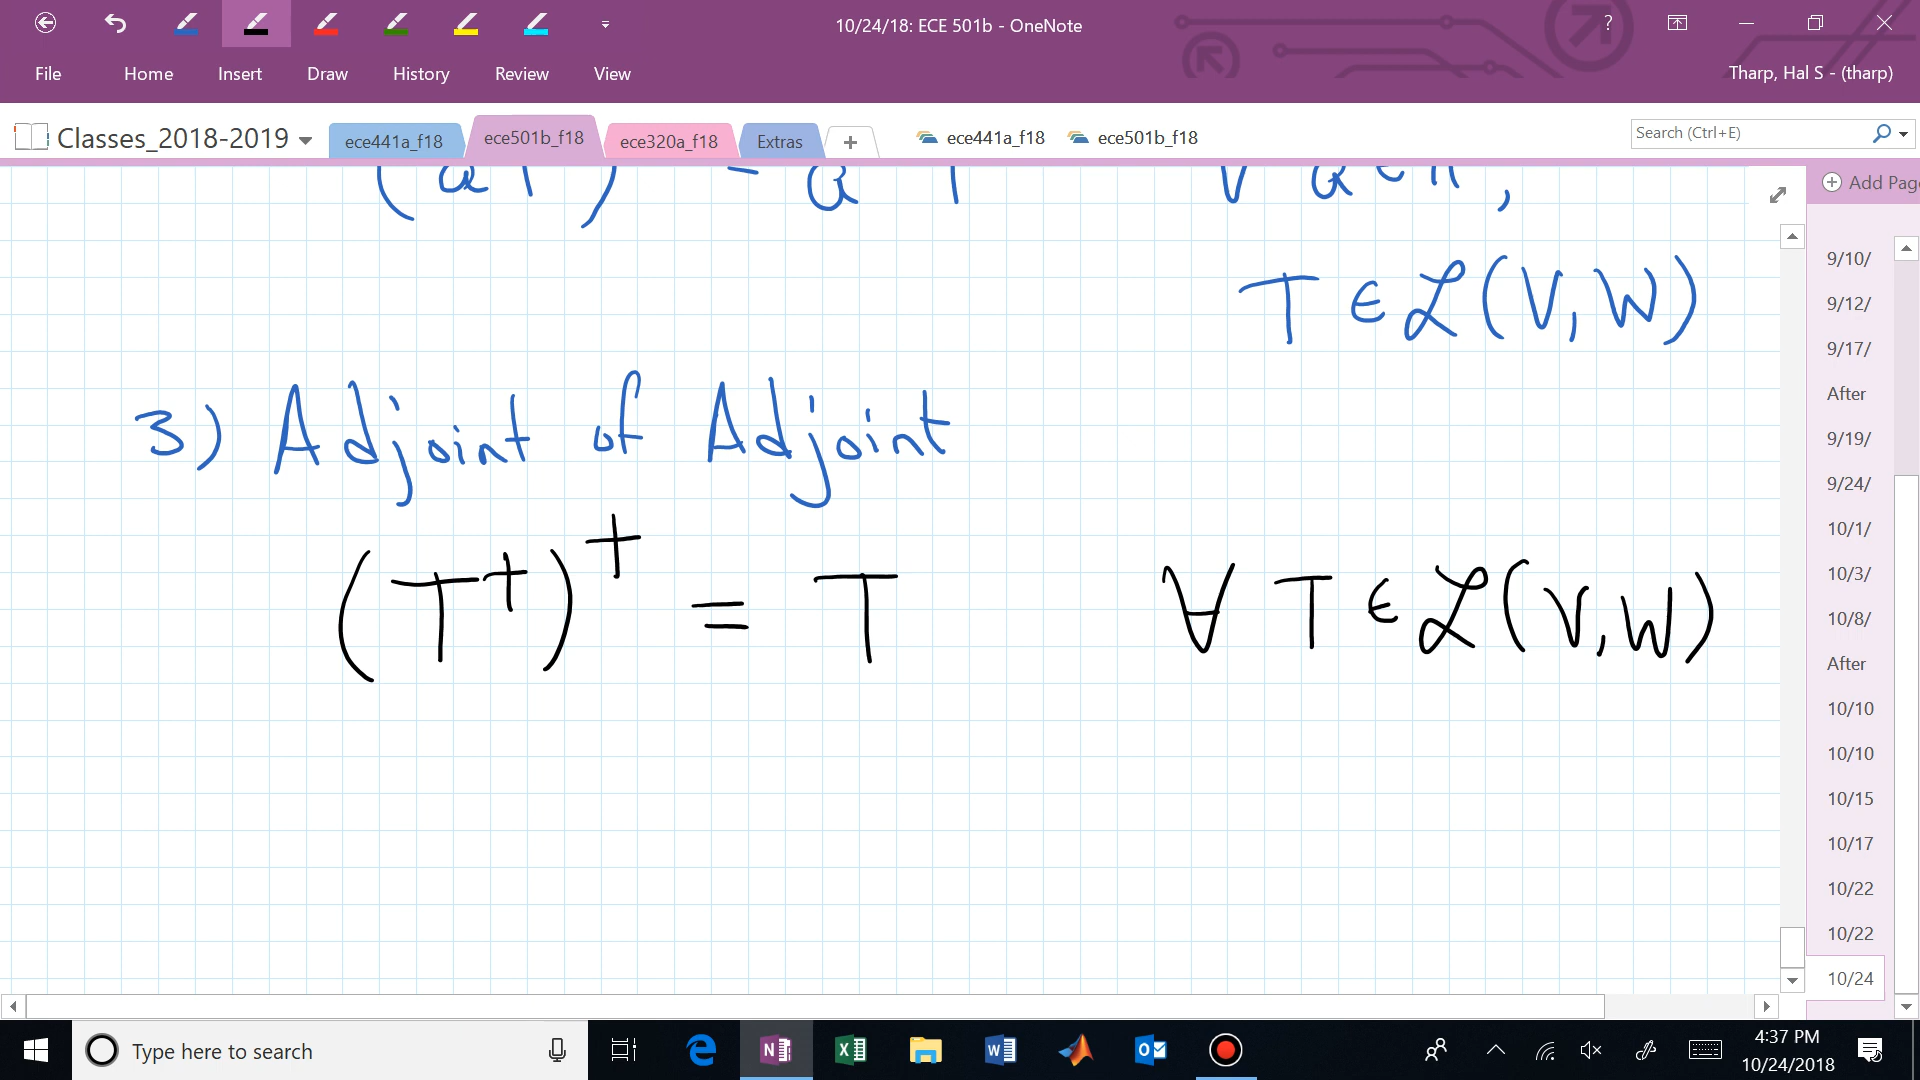 10/24/18: ECE 501b - OneNote
?
File Home Insert Draw History Review View
Tharp, Hal S - (tharp)
Classes_2018-2019
ece441a_f18 ece501b_f18 ece320a_f18 Extras + ece441a_f18 ece501b_f18
Search (Ctrl+E)
Add Pag
T ∈ ℒ(V, W)
3) Adjoint of Adjoint
(T†)† = T ∀ T ∈ ℒ(V, W)
9/10/
9/12/
9/17/
After
9/19/
9/24/
10/1/
10/3/
10/8/
After
10/10
10/10
10/15
10/17
10/22
10/22
10/24
Type here to search
4:37 PM
10/24/2018